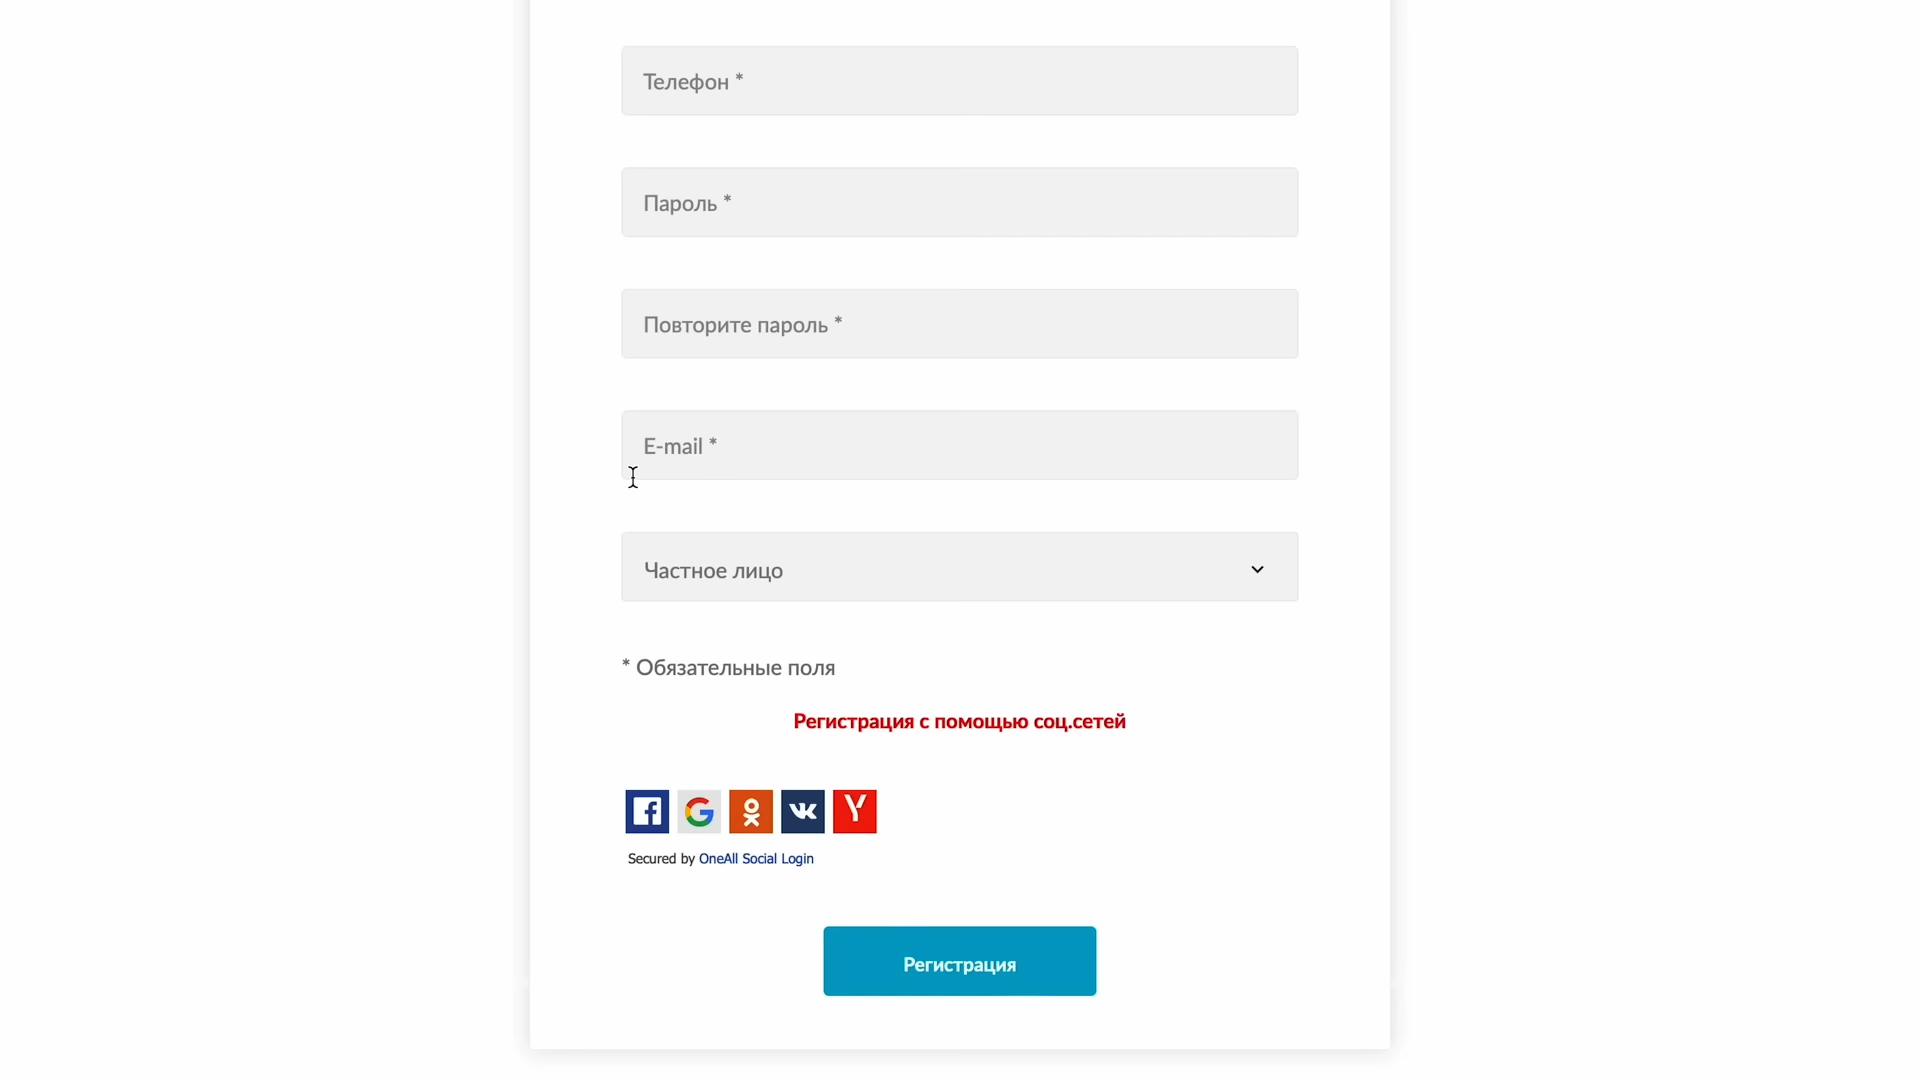 Телефон *
Пароль *
Повторите пароль *
E-mail *
Частное лицо
* Обязательные поля
Регистрация с помощью соц.сетей
Secured by OneAll Social Login
Регистрация